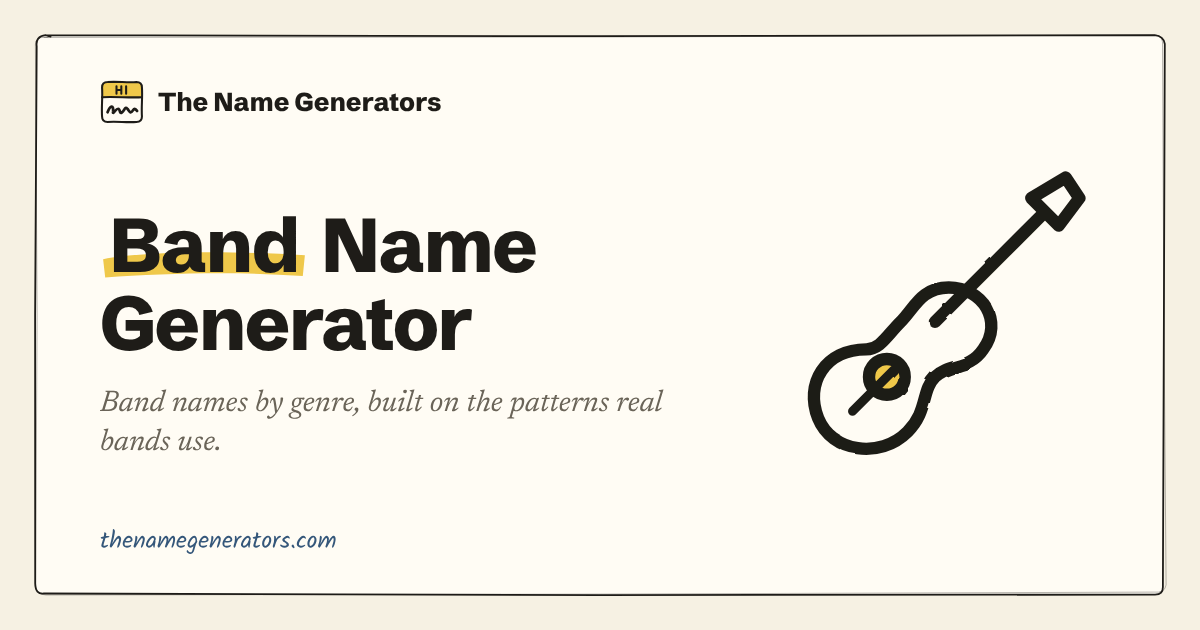 HI
The Name Generators
Band Name
Generator
Band names by genre, built on the patterns real
bands use.
thenamegenerators.com